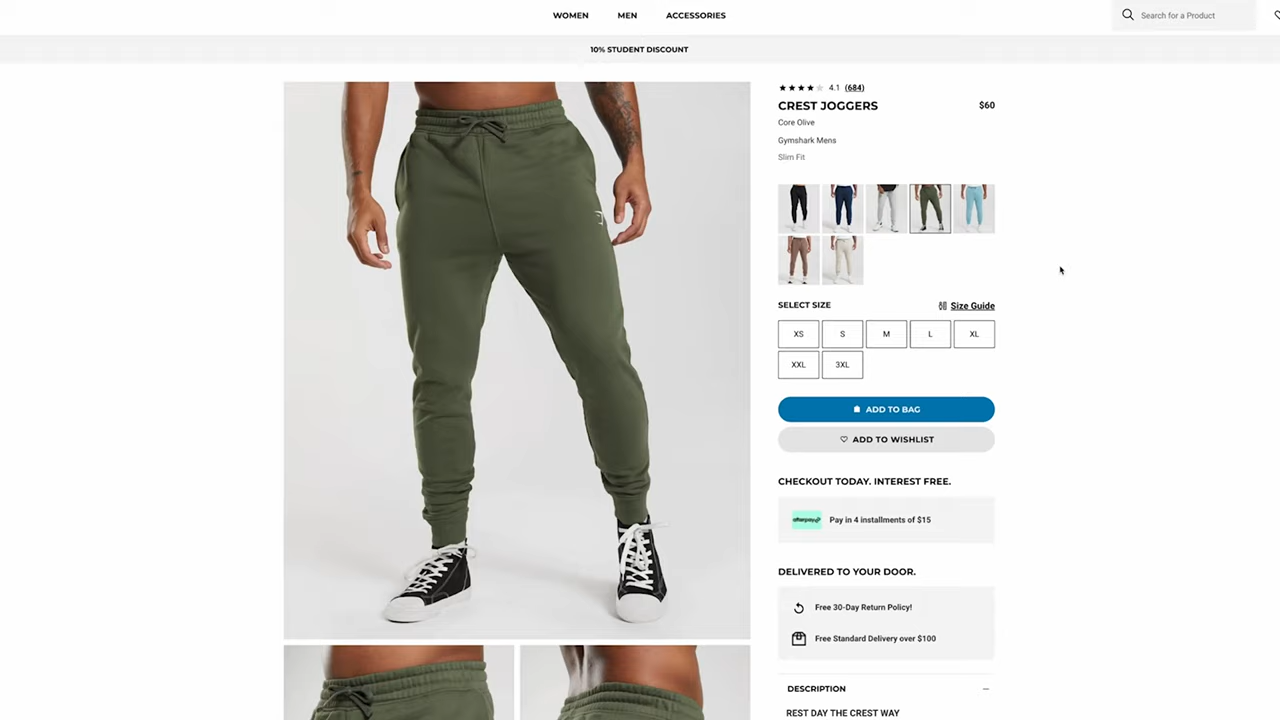 WOMEN
MEN
ACCESSORIES
Search for a Product
10% STUDENT DISCOUNT
4.1 (684)
CREST JOGGERS
$60
Core Olive
Gymshark Mens
Slim Fit
SELECT SIZE
Size Guide
XS
S
M
L
XL
XXL
3XL
ADD TO BAG
ADD TO WISHLIST
CHECKOUT TODAY. INTEREST FREE.
afterpay
Pay in 4 installments of $15
DELIVERED TO YOUR DOOR.
Free 30-Day Return Policy!
Free Standard Delivery over $100
DESCRIPTION
REST DAY THE CREST WAY